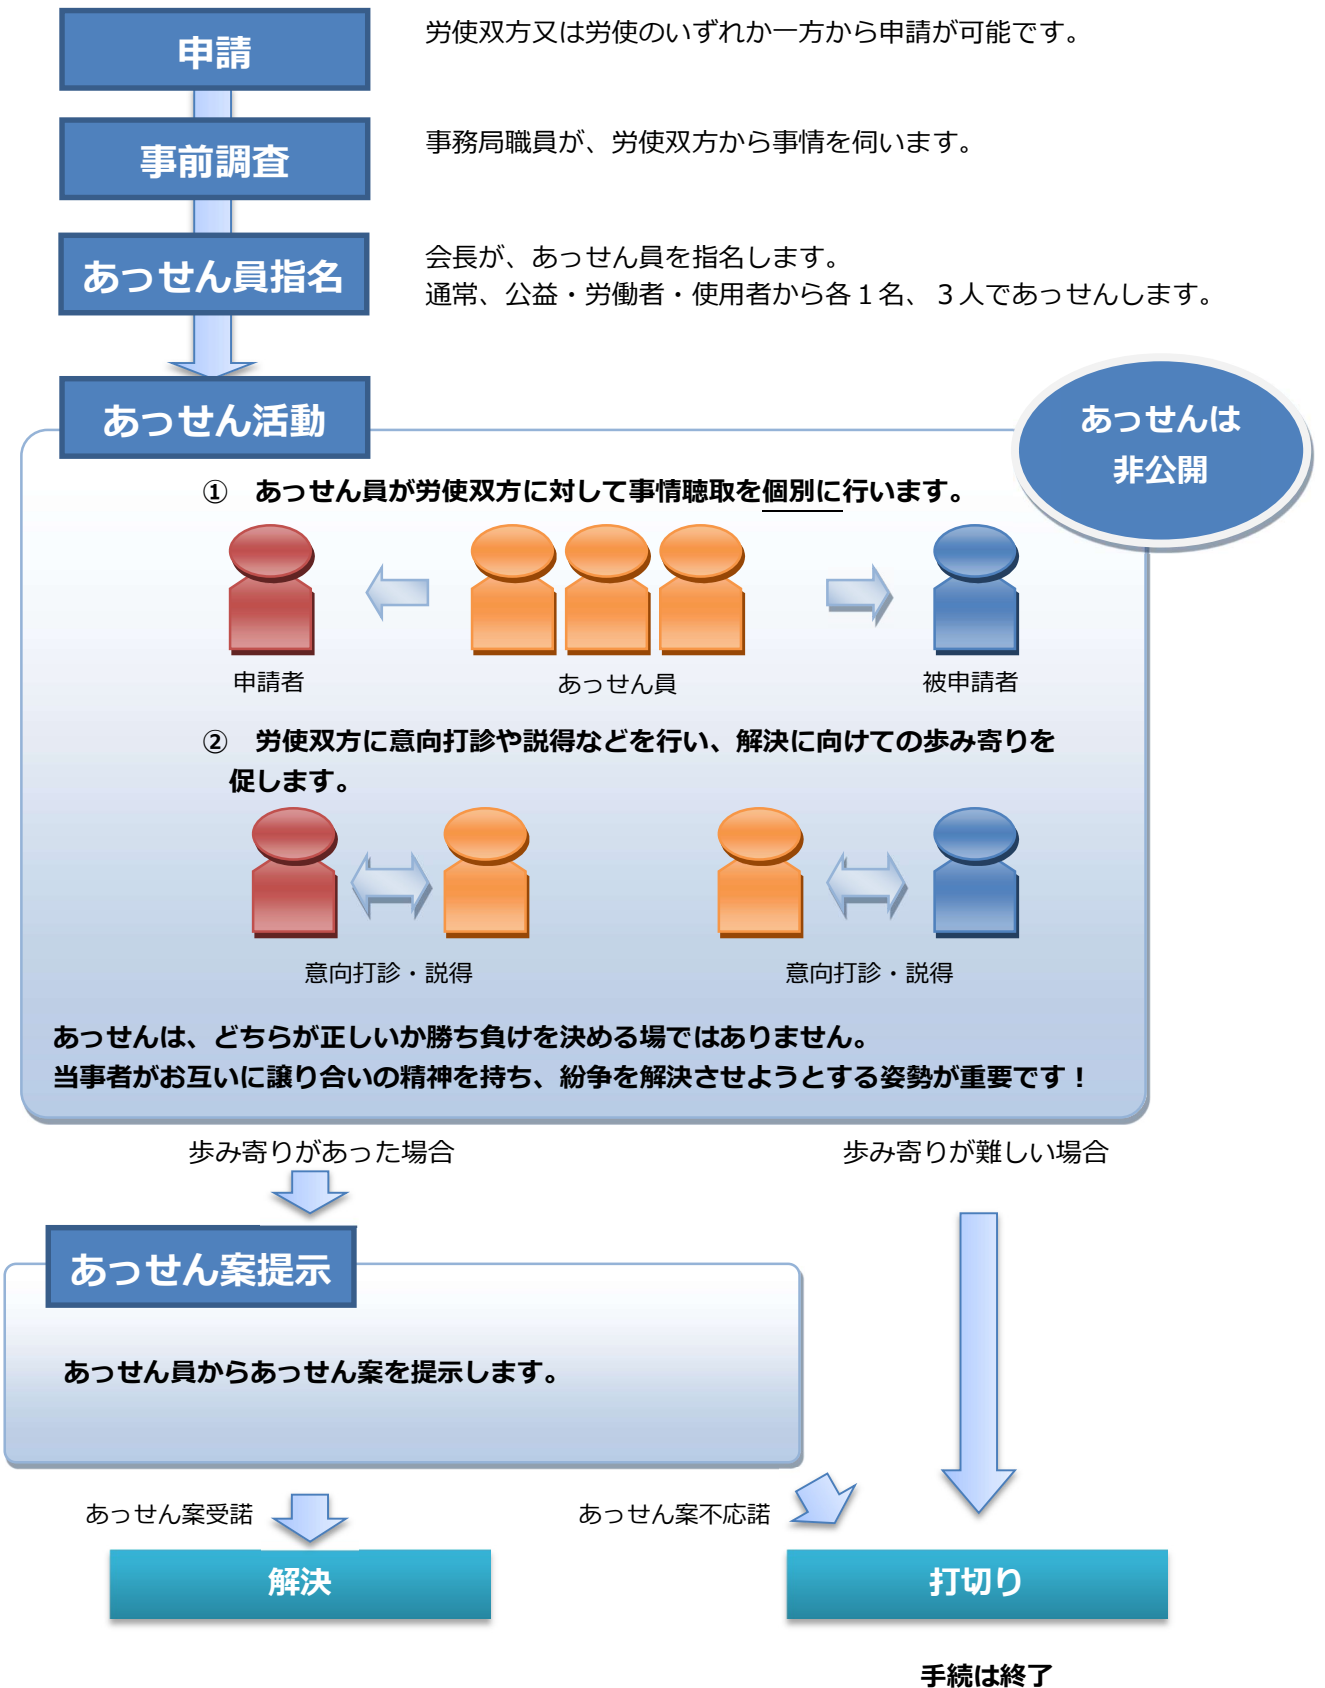 申請
労使双方又は労使のいずれか一方から申請が可能です。
事前調査
事務局職員が、労使双方から事情を伺います。
あっせん員指名
会長が、あっせん員を指名します。
通常、公益・労働者・使用者から各１名、３人であっせんします。
あっせん活動
あっせんは
非公開
①　あっせん員が労使双方に対して事情聴取を個別に行います。
申請者
あっせん員
被申請者
②　労使双方に意向打診や説得などを行い、解決に向けての歩み寄りを
促します。
意向打診・説得
意向打診・説得
あっせんは、どちらが正しいか勝ち負けを決める場ではありません。
当事者がお互いに譲り合いの精神を持ち、紛争を解決させようとする姿勢が重要です！
歩み寄りがあった場合
歩み寄りが難しい場合
あっせん案提示
あっせん員からあっせん案を提示します。
あっせん案受諾
あっせん案不応諾
解決
打切り
手続は終了